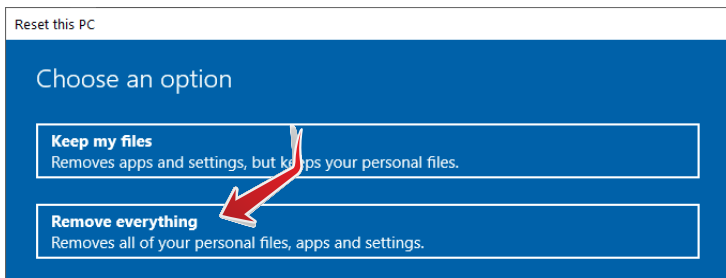 Reset this PC
Choose an option
Keep my files
Removes apps and settings, but keeps your personal files.
Remove everything
Removes all of your personal files, apps and settings.